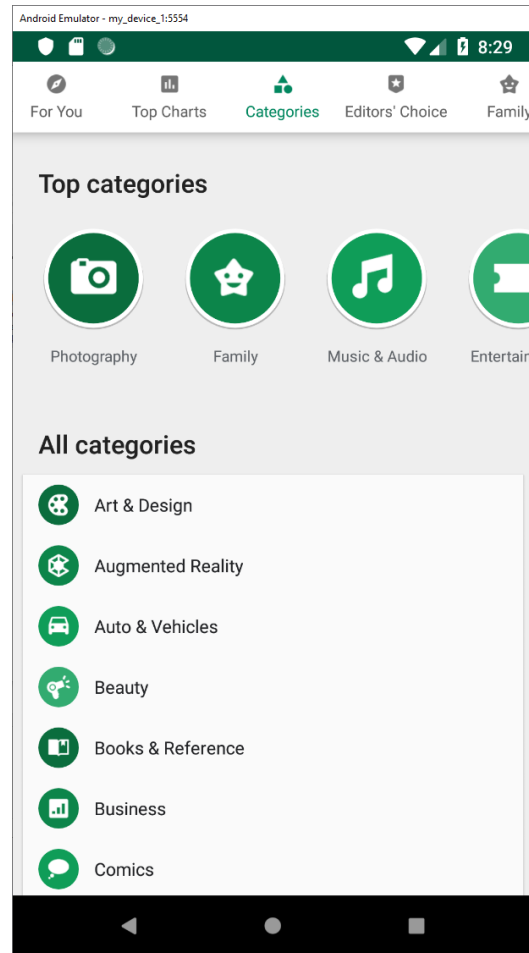 Android Emulator - my_device_1:5554
8:29
For You Top Charts Categories Editors' Choice Family
Top categories
Photography Family Music & Audio Entertain
All categories
Art & Design
Augmented Reality
Auto & Vehicles
Beauty
Books & Reference
Business
Comics